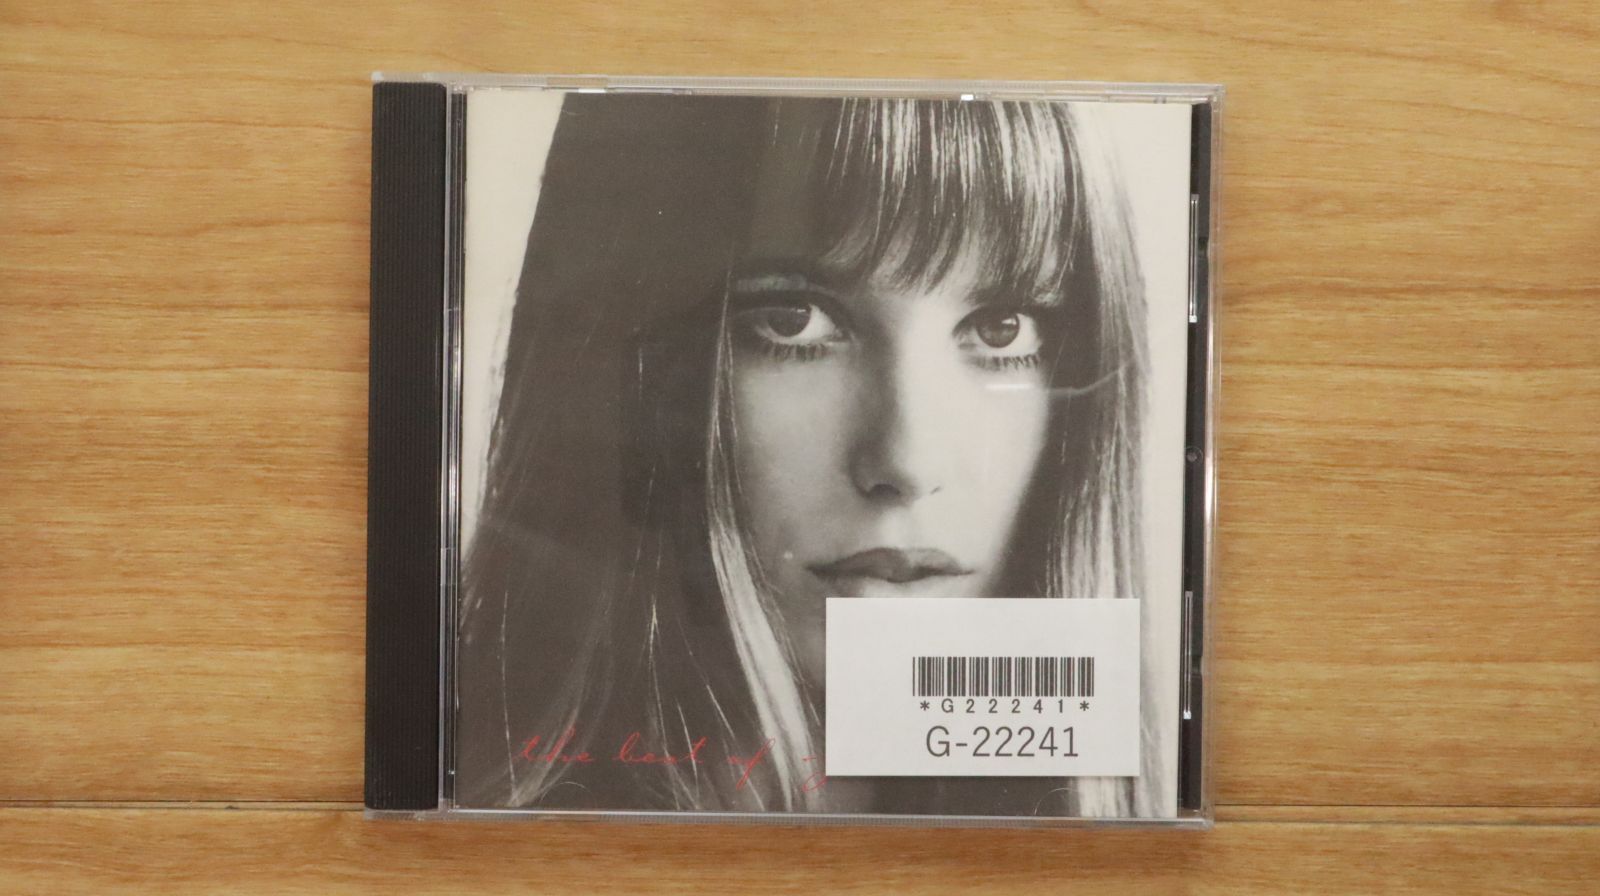 the best of
*G22241*
G-22241